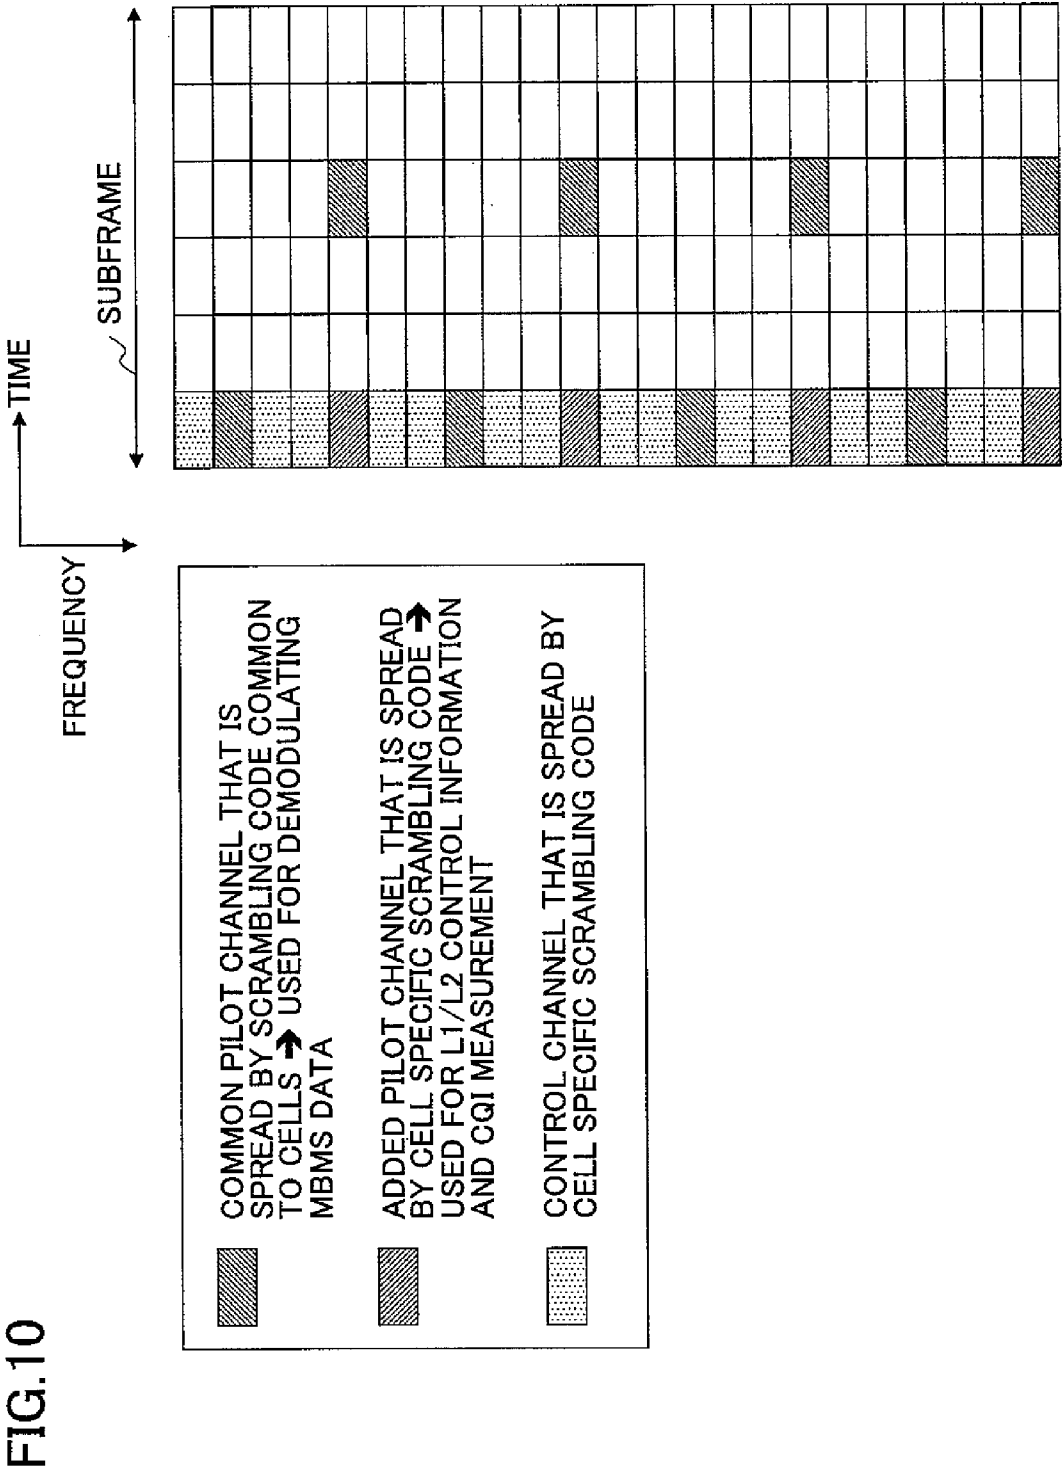 FIG.10
COMMON PILOT CHANNEL THAT IS
SPREAD BY SCRAMBLING CODE COMMON
TO CELLS ➔ USED FOR DEMODULATING
MBMS DATA
ADDED PILOT CHANNEL THAT IS SPREAD
BY CELL SPECIFIC SCRAMBLING CODE ➔
USED FOR L1/L2 CONTROL INFORMATION
AND CQI MEASUREMENT
CONTROL CHANNEL THAT IS SPREAD BY
CELL SPECIFIC SCRAMBLING CODE
FREQUENCY
TIME
SUBFRAME